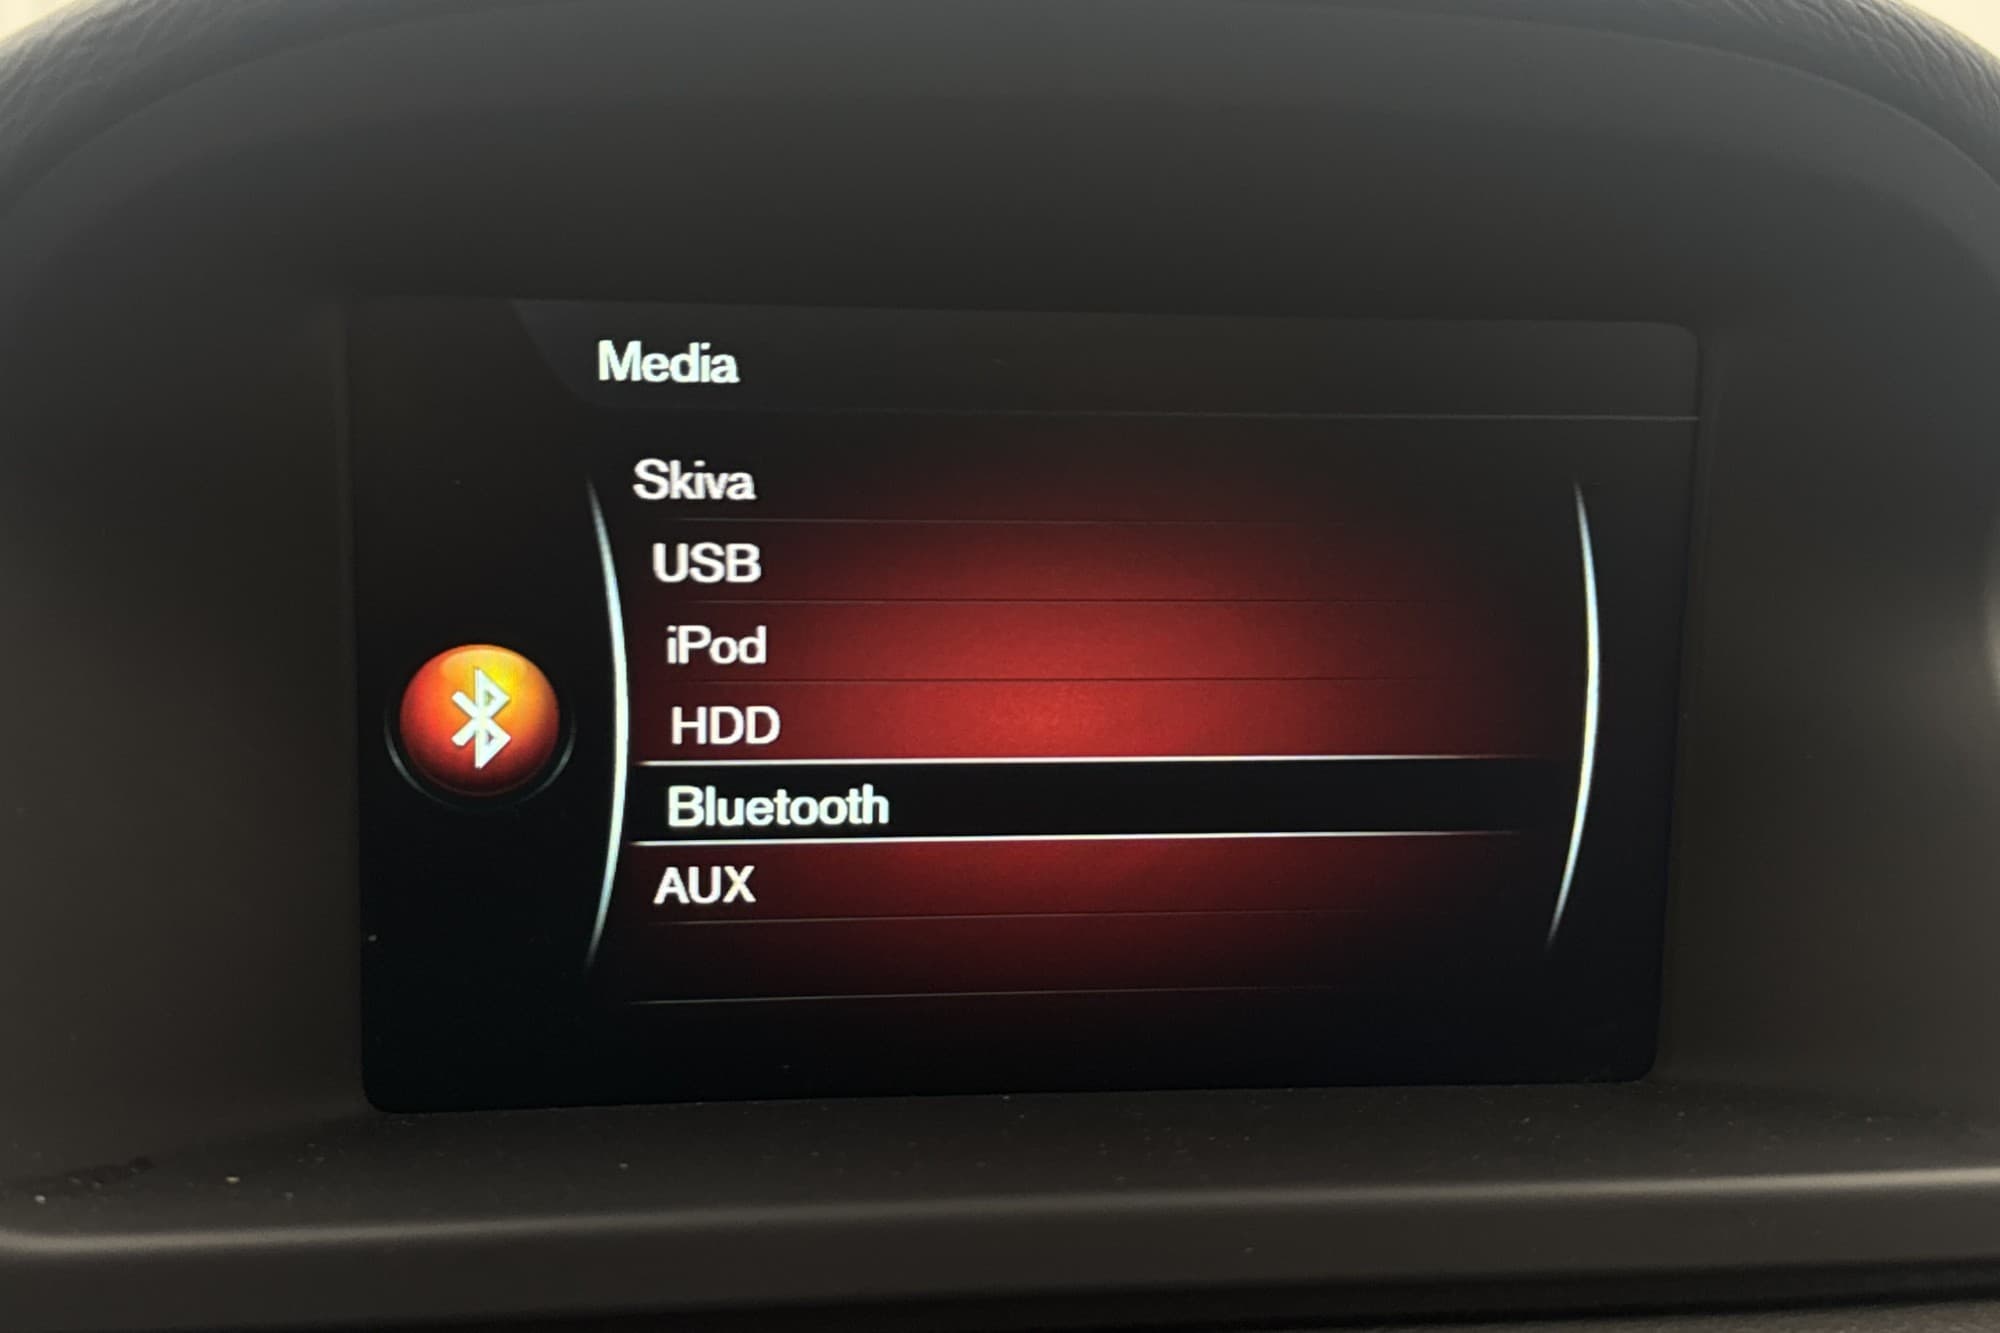 Media
Skiva
USB
iPod
HDD
Bluetooth
AUX